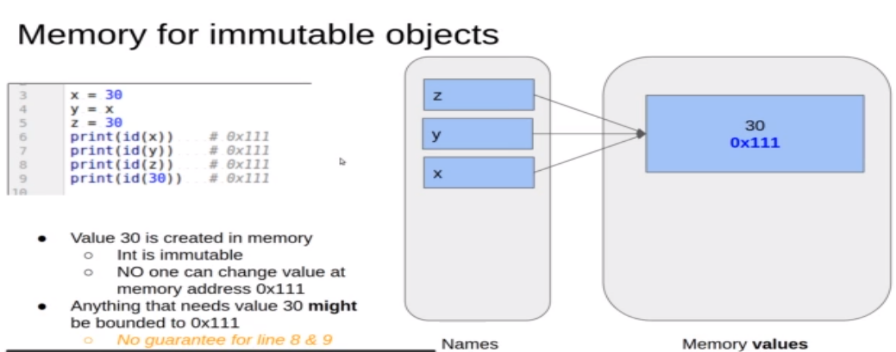 Memory for immutable objects
3 x = 30
4 y = x
5 z = 30
6 print(id(x)) # 0x111
7 print(id(y)) # 0x111
8 print(id(z)) # 0x111
9 print(id(30)) # 0x111
10
● Value 30 is created in memory
○ Int is immutable
○ NO one can change value at
memory address 0x111
● Anything that needs value 30 might
be bounded to 0x111
○ No guarantee for line 8 & 9
z
y
x
Names
30
0x111
Memory values